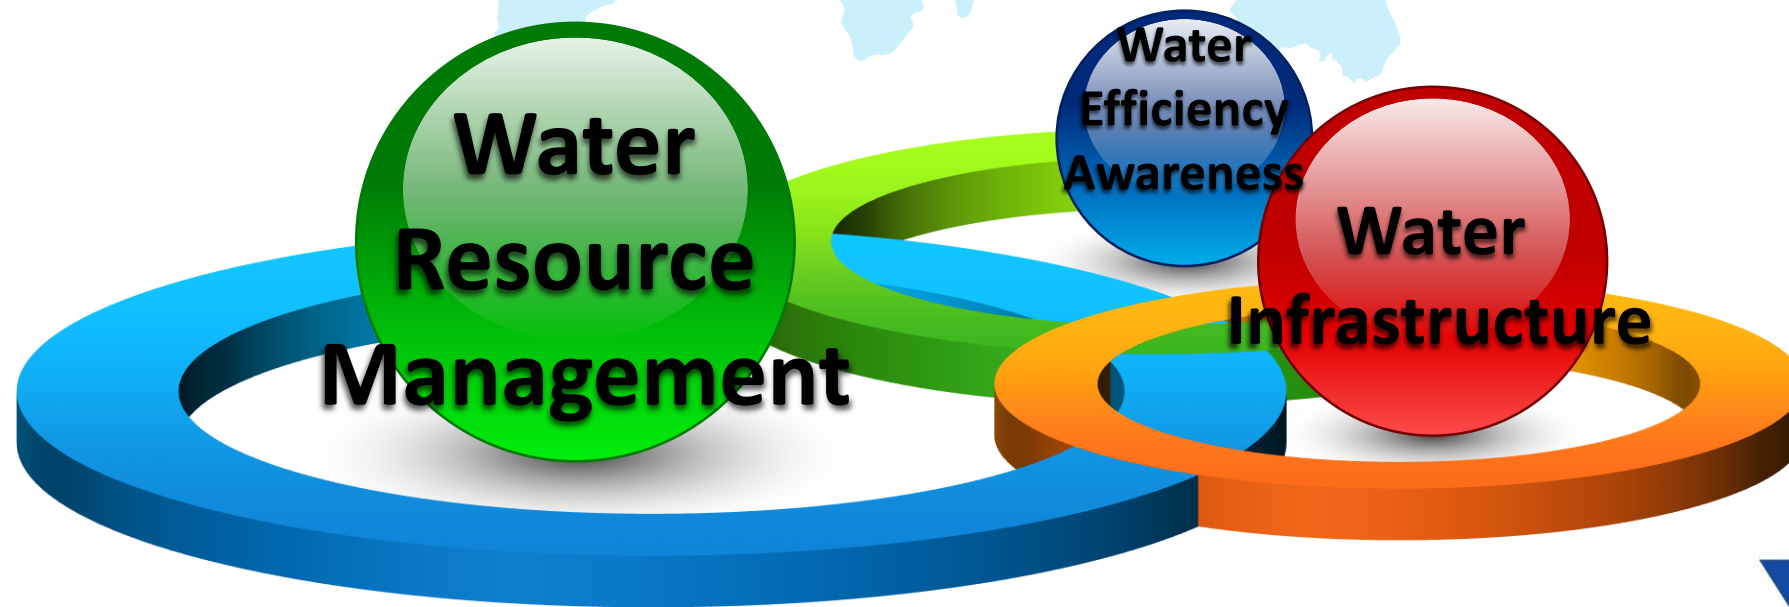 Water
Resource
Management
Water
Efficiency
Awareness
Water
Infrastructure